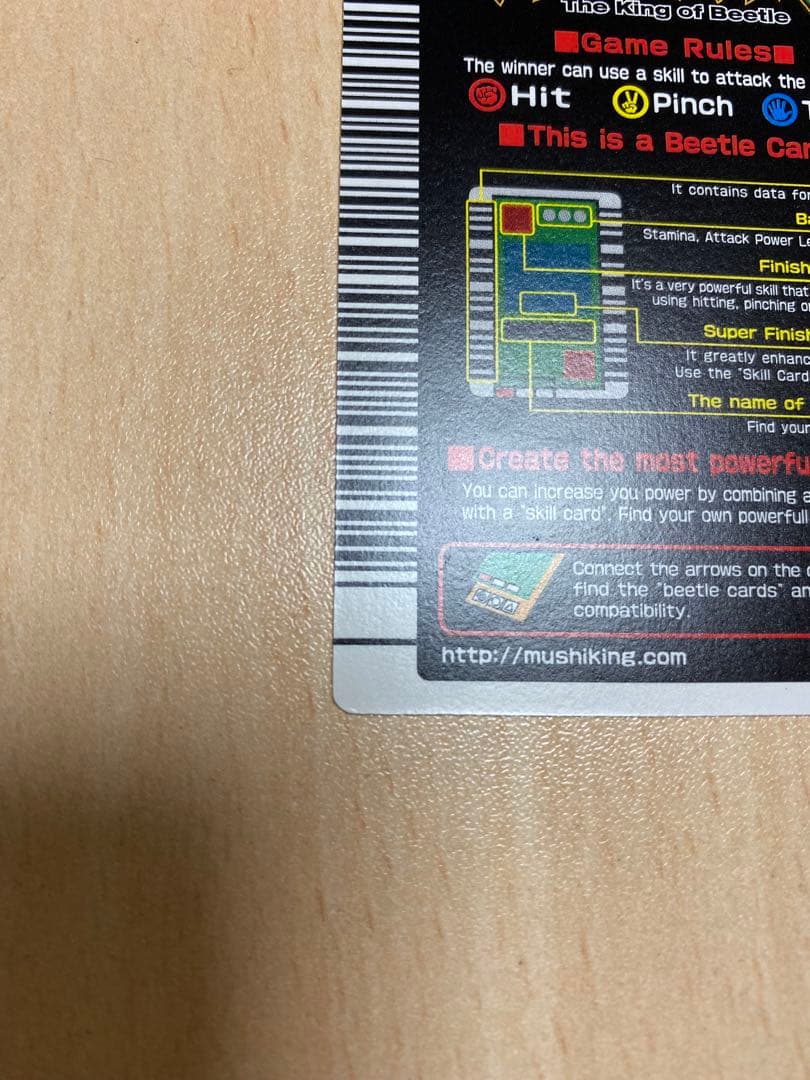 The King of Beetle
■Game Rules■
The winner can use a skill to attack the
Hit Pinch
■This is a Beetle
It contains data for
Stamina, Attack Power
Finish
It's a very powerful skill that
using hitting, pinching
Super Finish
It greatly enhanc
Use the "Skill Card
The name of
Find your
■Create the most powerfu
You can increase you power by combining a
with a "skill card". Find your own powerfull
Connect the arrows on the
find the "beetle cards" an
compatibility.
http://mushiking.com